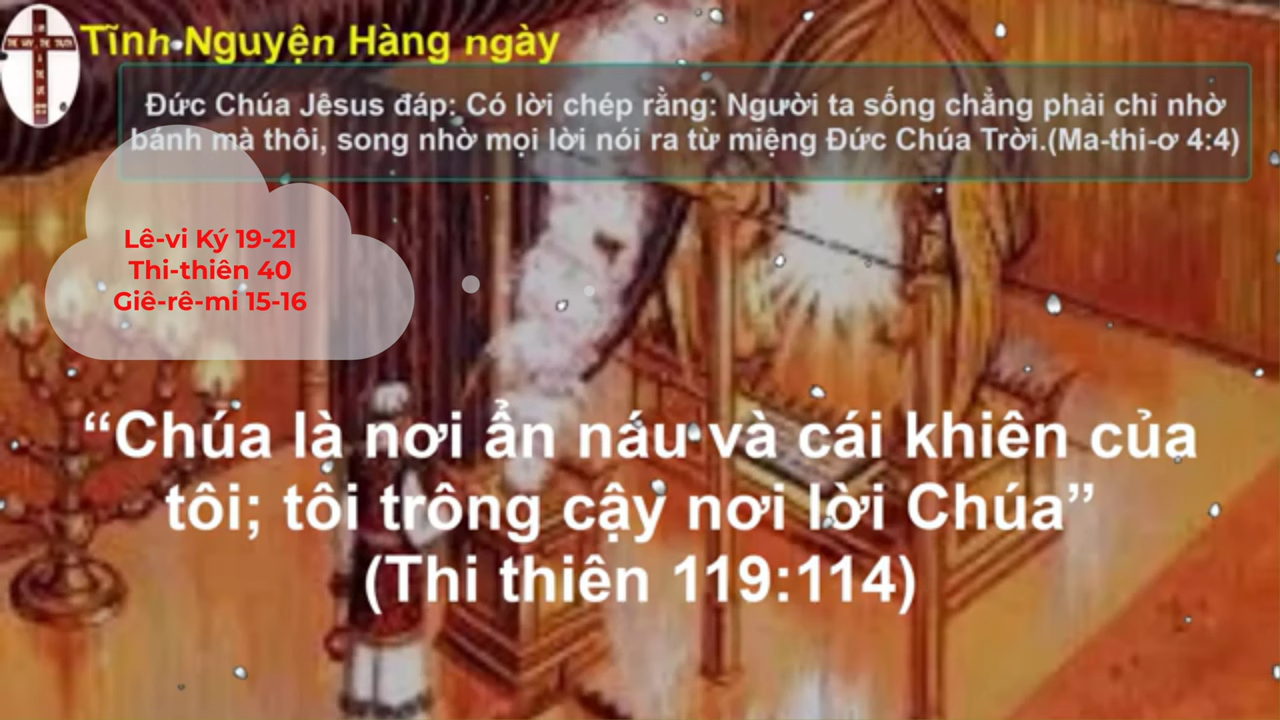 Tĩnh Nguyện Hàng ngày
Đức Chúa Jêsus đáp: Có lời chép rằng: Người ta sống chẳng phải chỉ nhờ
bánh mà thôi, song nhờ mọi lời nói ra từ miệng Đức Chúa Trời.(Ma-thi-ơ 4:4)
Lê-vi Ký 19-21
Thi-thiên 40
Giê-rê-mi 15-16
“Chúa là nơi ẩn náu và cái khiên của
tôi; tôi trông cậy nơi lời Chúa”
(Thi thiên 119:114)